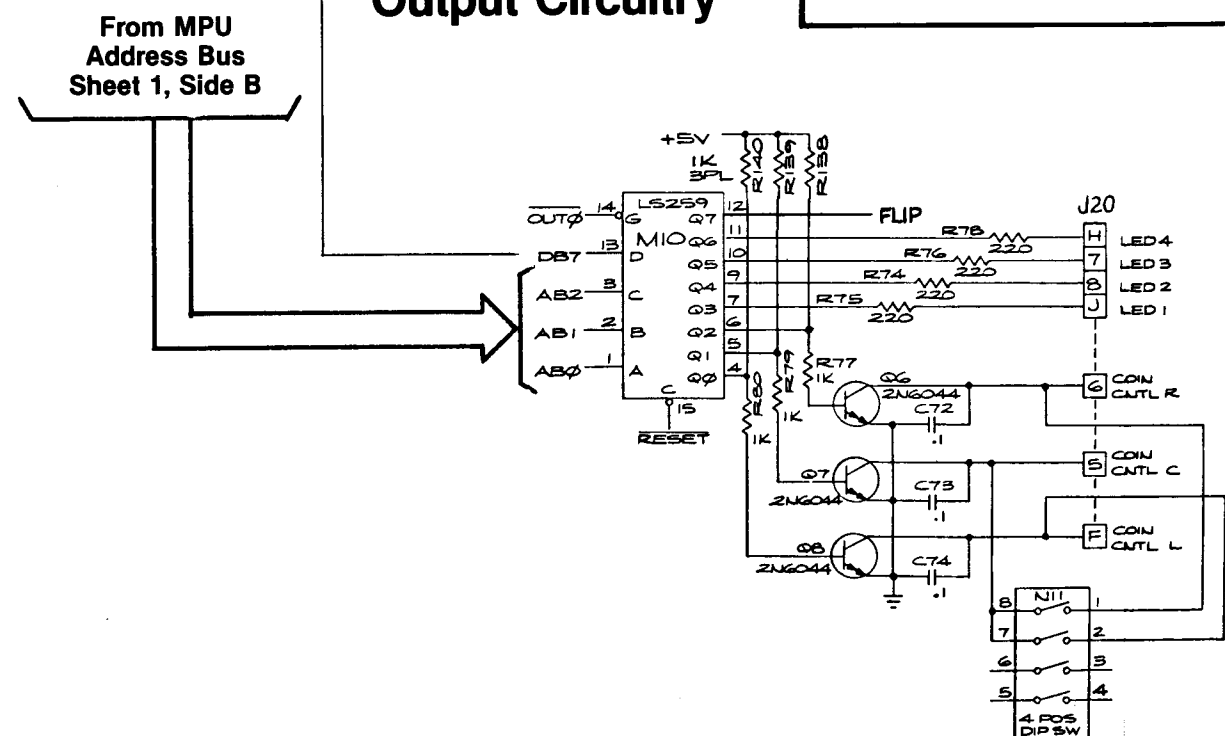 Output Circuitry
From MPU
Address Bus
Sheet 1, Side B
+5V
1K
3PL
R140
R139
R138
LS259
M10
OUTØ 14 G
DB7 13 D
AB2 3 C
AB1 2 B
ABØ 1 A
C
15
RESET
Q7 12 FLIP
Q6 11 R78 220 H LED 4
Q5 10 R76 220 7 LED 3
Q4 9 R74 220 8 LED 2
Q3 7 R75 220 J LED 1
Q2 6
Q1 5
QØ 4
J20
R77
1K
R79
1K
R80
1K
Q6
2N6044
C72
.1
6 COIN
CNTL R
Q7
2N6044
C73
.1
5 COIN
CNTL C
Q8
2N6044
C74
.1
F COIN
CNTL L
N11
8 1
7 2
6 3
5 4
4 POS
DIP SW